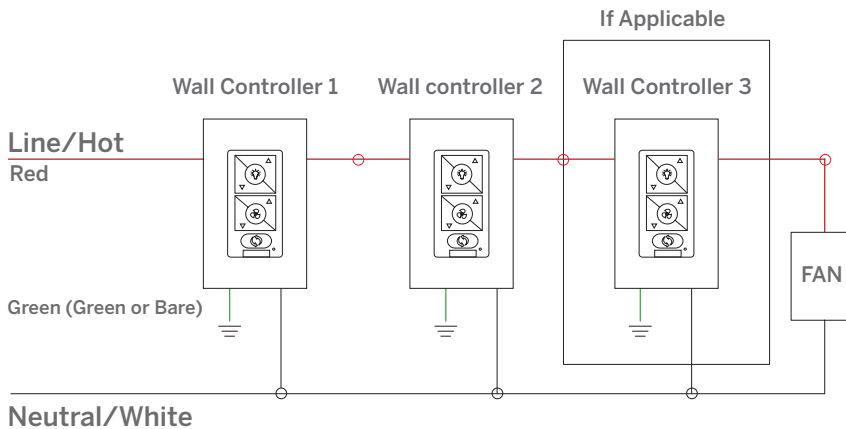 If Applicable
Wall Controller 1
Wall controller 2
Wall Controller 3
Line/Hot
Red
FAN
Green (Green or Bare)
Neutral/White